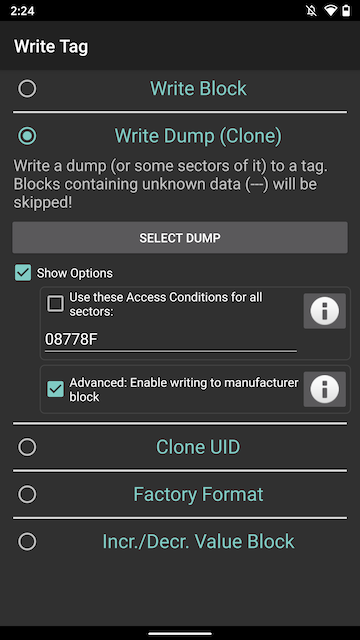 2:24
Write Tag
Write Block
Write Dump (Clone)
Write a dump (or some sectors of it) to a tag.
Blocks containing unknown data (---) will be
skipped!
SELECT DUMP
Show Options
Use these Access Conditions for all
sectors:
08778F
Advanced: Enable writing to manufacturer
block
Clone UID
Factory Format
Incr./Decr. Value Block